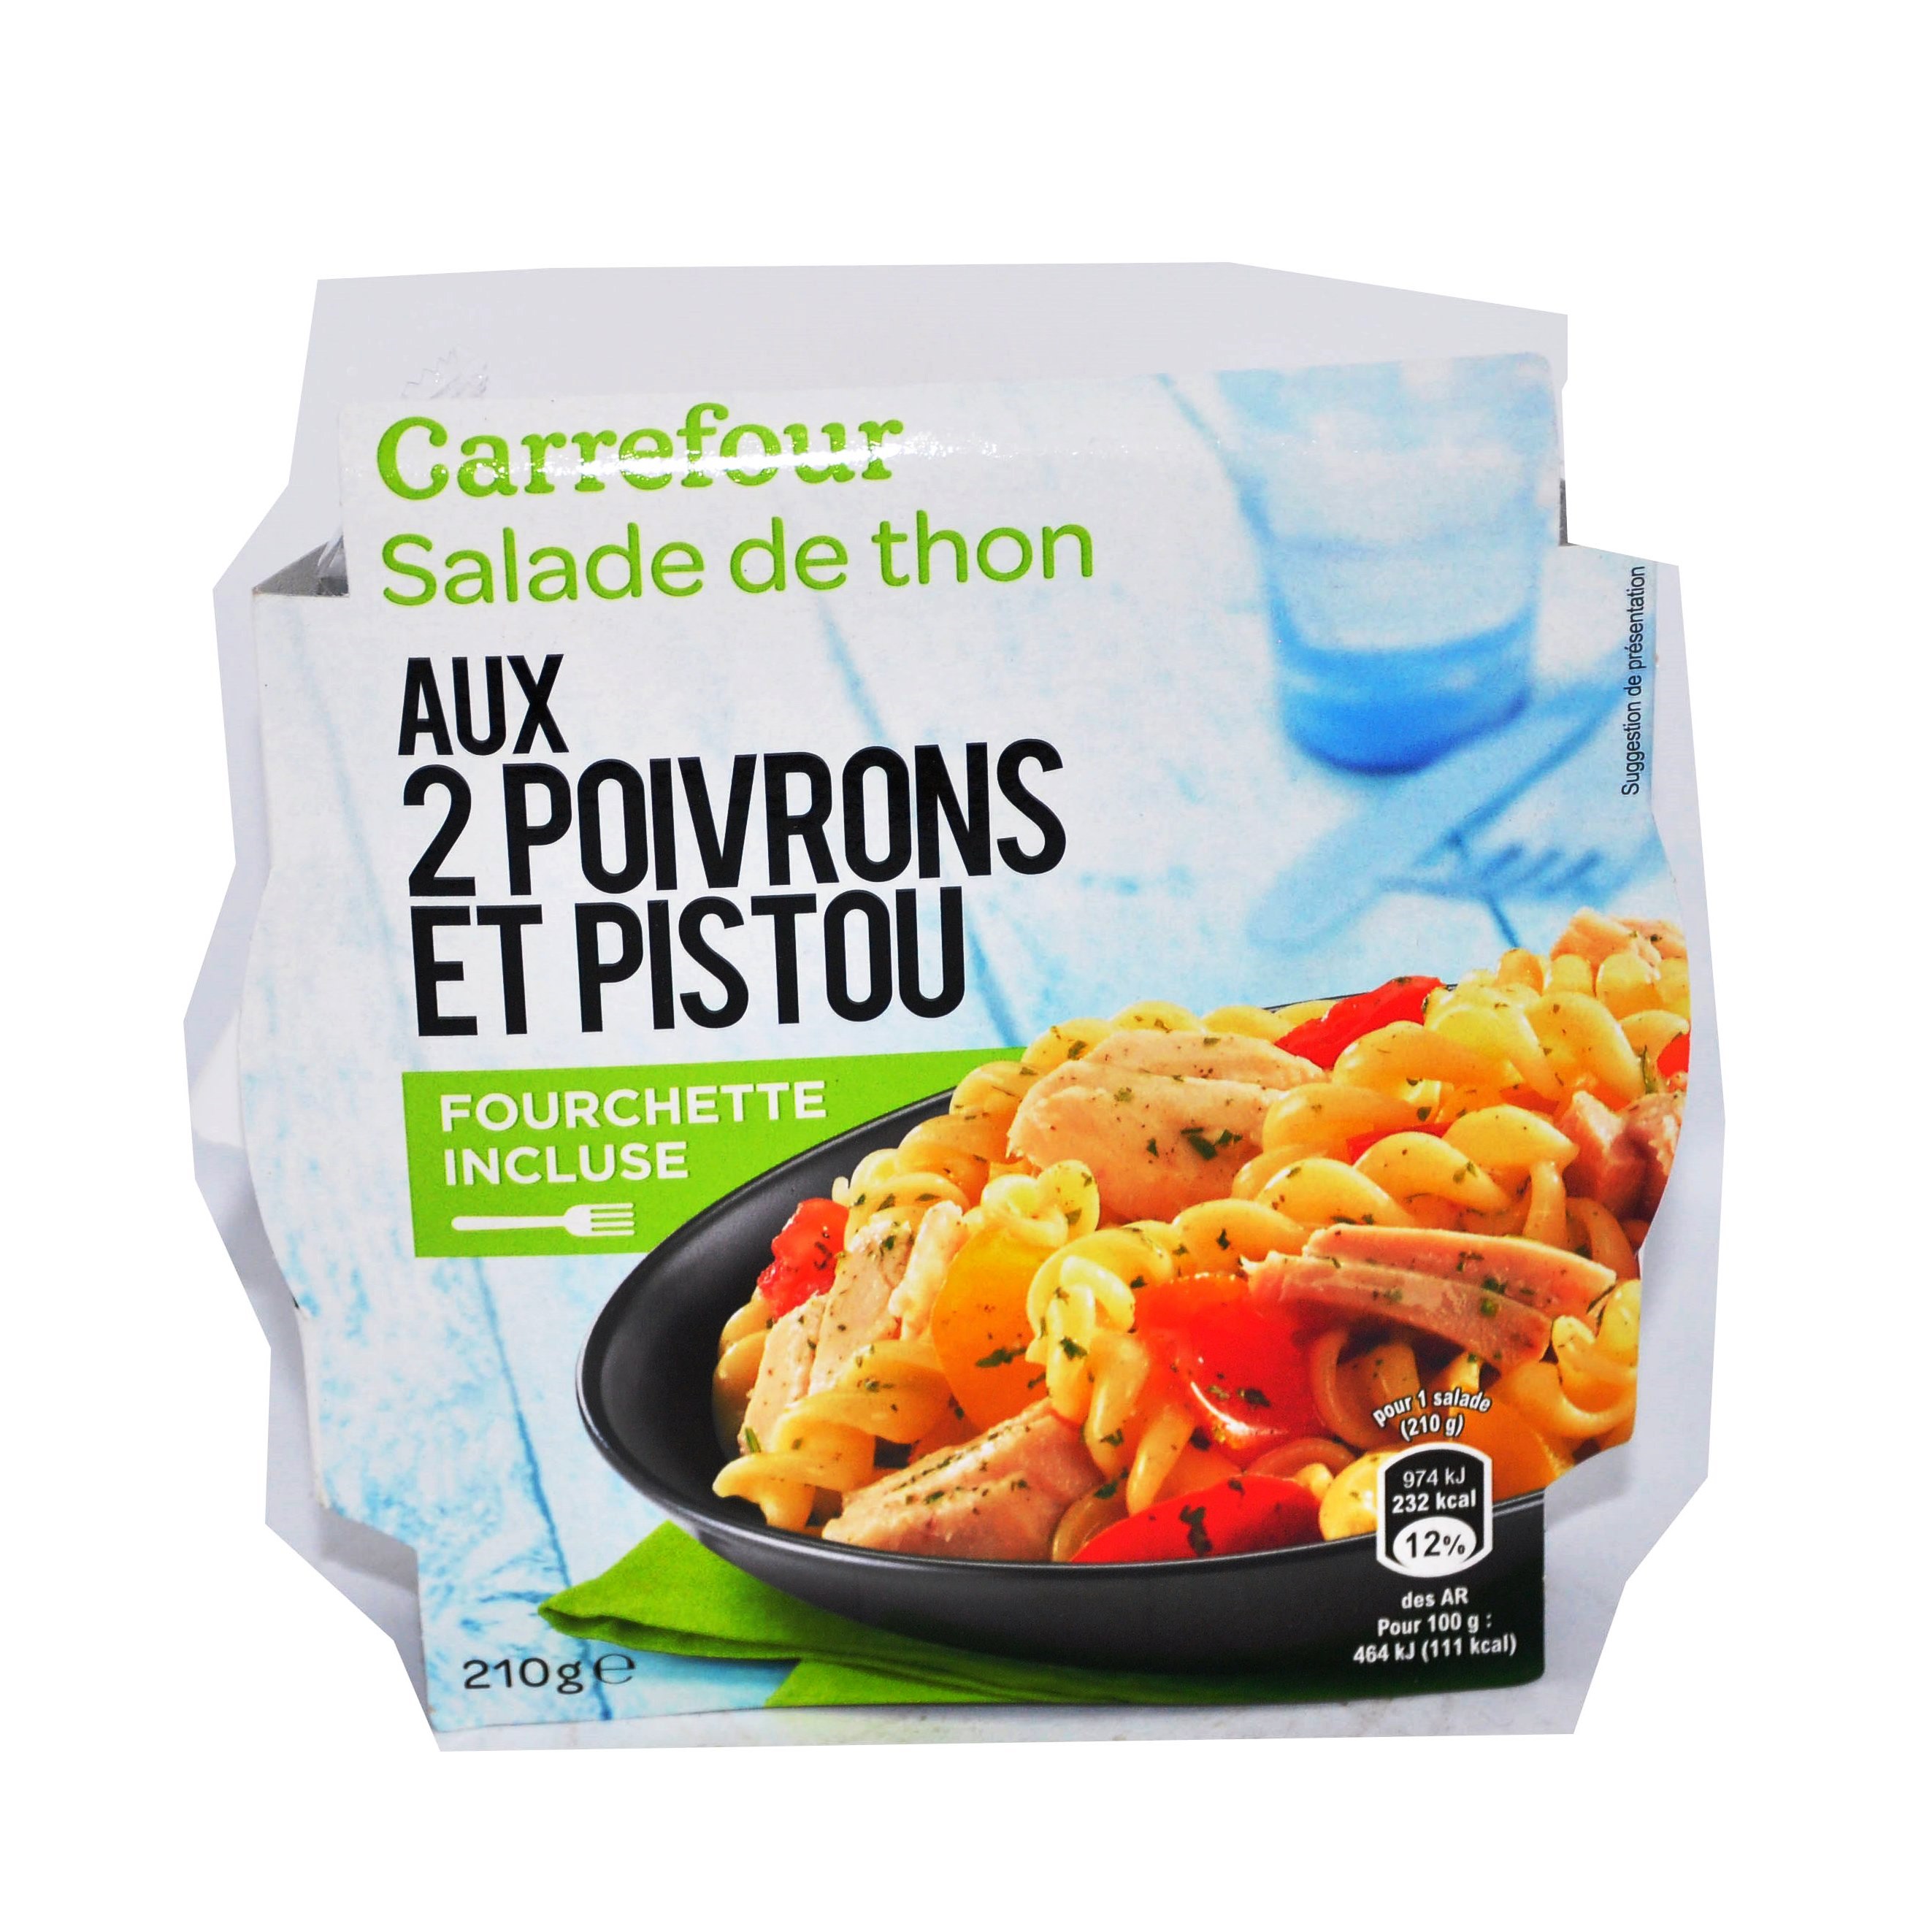 Carrefour
Salade de thon
AUX
2 POIVRONS
ET PISTOU
FOURCHETTE
INCLUSE
Suggestion de présentation
pour 1 salade
(210 g)
974 kJ
232 kcal
12%
des AR
Pour 100 g :
464 kJ (111 kcal)
210g e